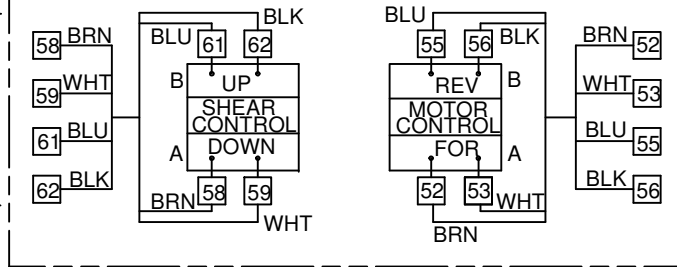 BLK
BLU
BLU 61 62
55 56 BLK
58 BRN
BRN 52
B UP
REV B
59 WHT
WHT 53
SHEAR
CONTROL
MOTOR
CONTROL
61 BLU
BLU 55
A DOWN
FOR A
62 BLK
BLK 56
58 59
52 53
BRN
WHT
WHT
BRN